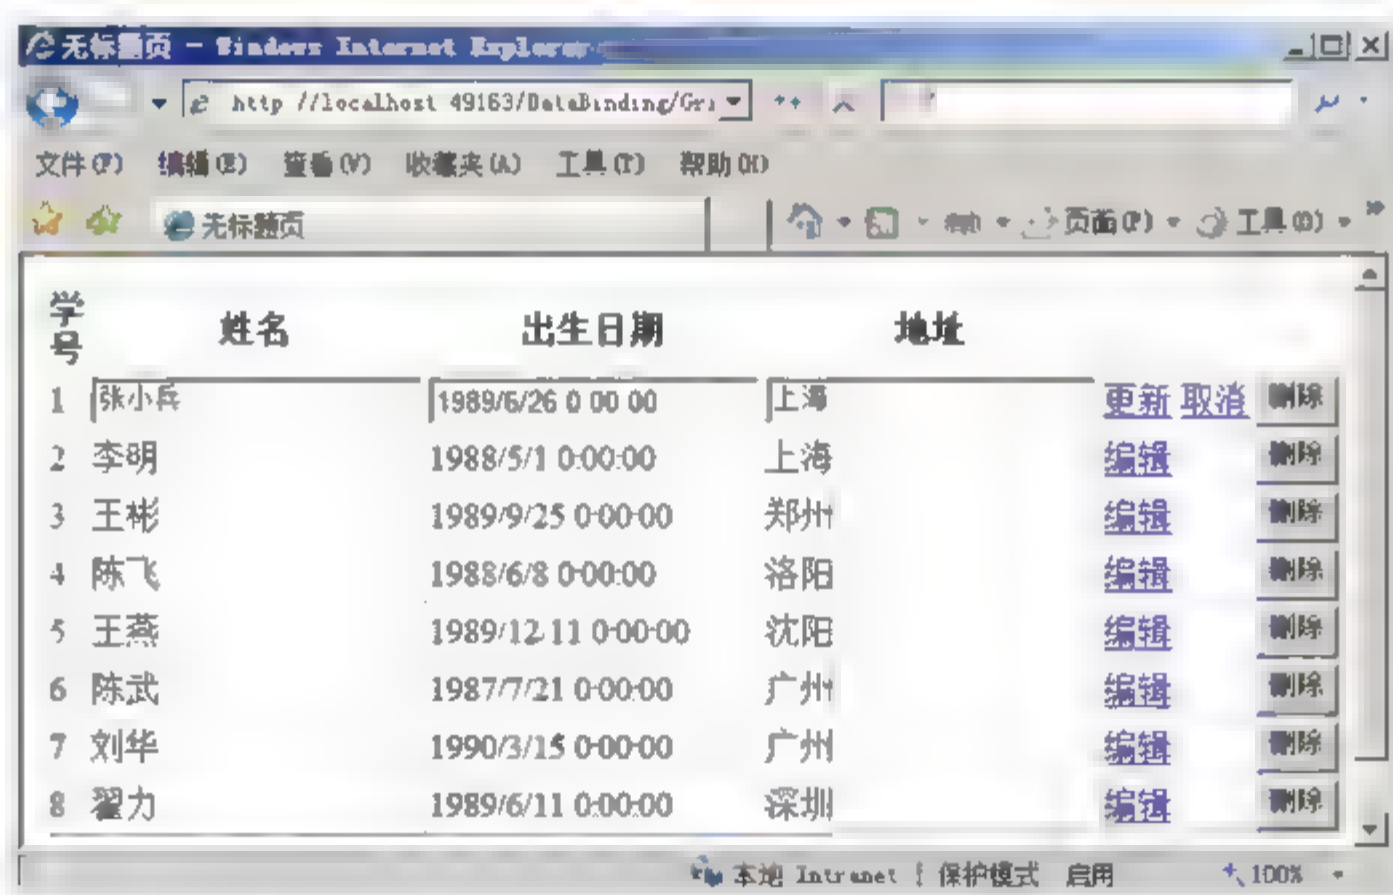 无标题页 - Windows Internet Explorer
http //localhost 49163/DataBinding/Gri
文件(F) 编辑(E) 查看(V) 收藏夹(A) 工具(T) 帮助(H)
无标题页 页面(P) 工具(O)
学号 姓名 出生日期 地址
1 张小兵 1989/6/26 0 00 00 上海 更新 取消 删除
2 李明 1988/5/1 0:00:00 上海 编辑 删除
3 王彬 1989/9/25 0:00:00 郑州 编辑 删除
4 陈飞 1988/6/8 0:00:00 洛阳 编辑 删除
5 王燕 1989/12/11 0:00:00 沈阳 编辑 删除
6 陈武 1987/7/21 0:00:00 广州 编辑 删除
7 刘华 1990/3/15 0:00:00 广州 编辑 删除
8 翟力 1989/6/11 0:00:00 深圳 编辑 删除
本地 Intranet | 保护模式 启用 100%